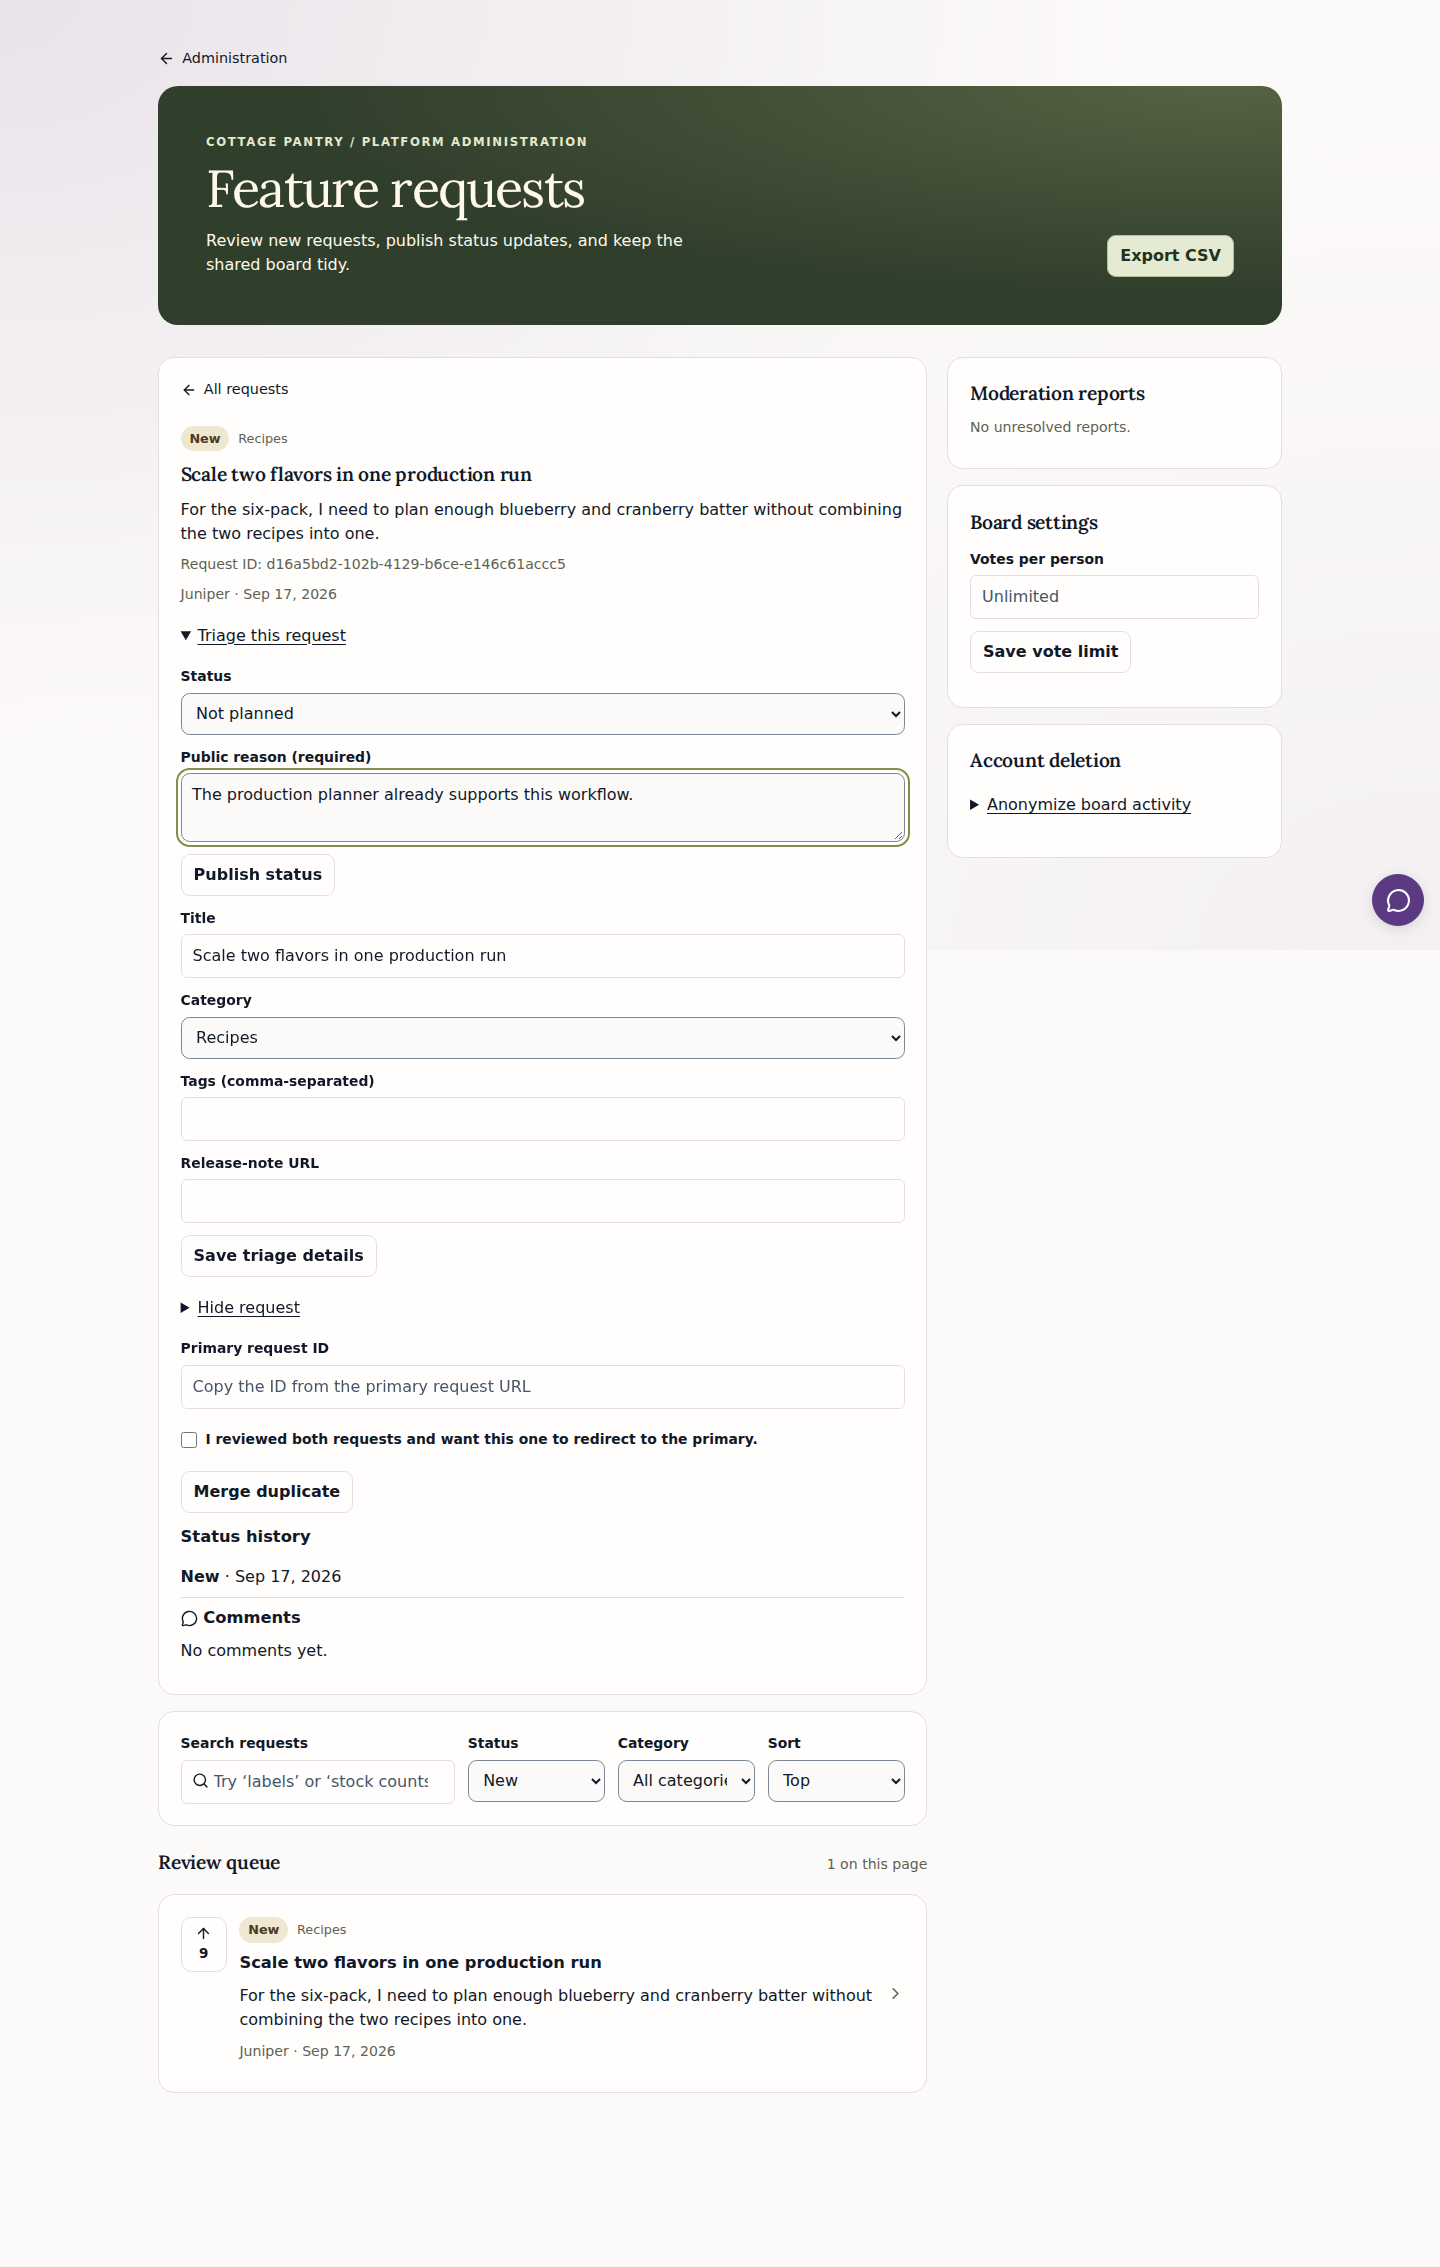 Administration
COTTAGE PANTRY / PLATFORM ADMINISTRATION
Feature requests
Review new requests, publish status updates, and keep the
shared board tidy.
Export CSV
All requests
New Recipes
Scale two flavors in one production run
For the six-pack, I need to plan enough blueberry and cranberry batter without combining
the two recipes into one.
Request ID: d16a5bd2-102b-4129-b6ce-e146c61accc5
Juniper · Sep 17, 2026
Triage this request
Status
Not planned
Public reason (required)
The production planner already supports this workflow.
Publish status
Title
Scale two flavors in one production run
Category
Recipes
Tags (comma-separated)
Release-note URL
Save triage details
Hide request
Primary request ID
Copy the ID from the primary request URL
I reviewed both requests and want this one to redirect to the primary.
Merge duplicate
Status history
New · Sep 17, 2026
Comments
No comments yet.
Moderation reports
No unresolved reports.
Board settings
Votes per person
Unlimited
Save vote limit
Account deletion
Anonymize board activity
Search requests
Try ‘labels’ or ‘stock counts
Status
New
Category
All categorie
Sort
Top
Review queue
1 on this page
9
New Recipes
Scale two flavors in one production run
For the six-pack, I need to plan enough blueberry and cranberry batter without
combining the two recipes into one.
Juniper · Sep 17, 2026